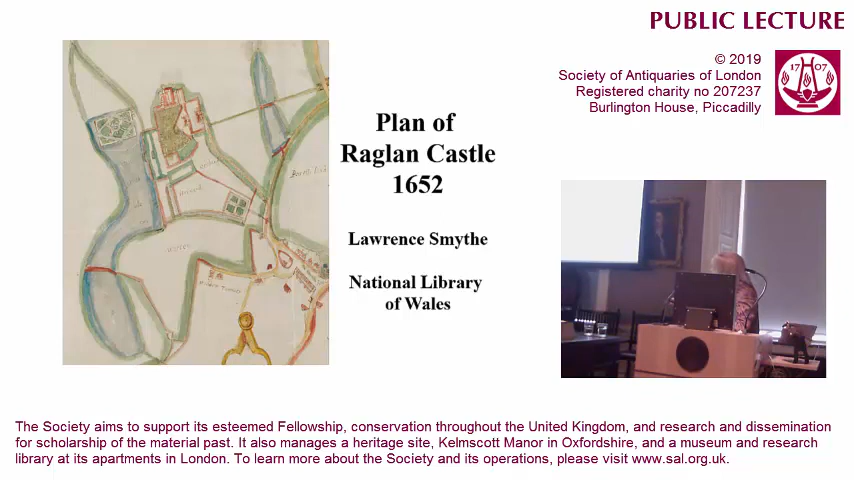 PUBLIC LECTURE
© 2019
Society of Antiquaries of London
Registered charity no 207237
Burlington House, Piccadilly
17 07
Plan of
Raglan Castle
1652
Lawrence Smythe
National Library
of Wales
The Society aims to support its esteemed Fellowship, conservation throughout the United Kingdom, and research and dissemination
for scholarship of the material past. It also manages a heritage site, Kelmscott Manor in Oxfordshire, and a museum and research
library at its apartments in London. To learn more about the Society and its operations, please visit www.sal.org.uk.